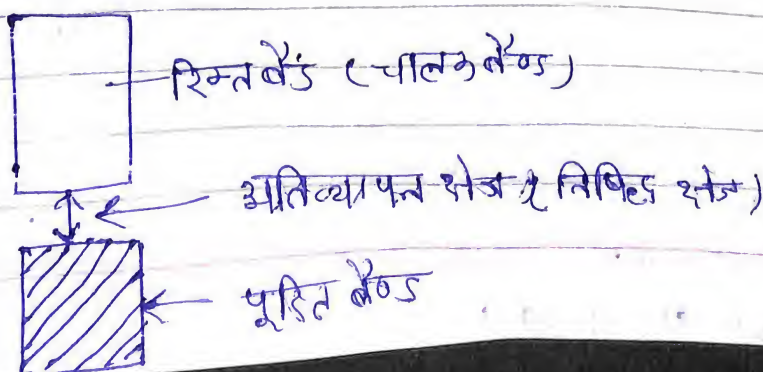 रिक्त बैंड (चालक बैण्ड)
अतिव्यापन क्षेत्र (निषिद्ध क्षेत्र)
पूरित बैण्ड